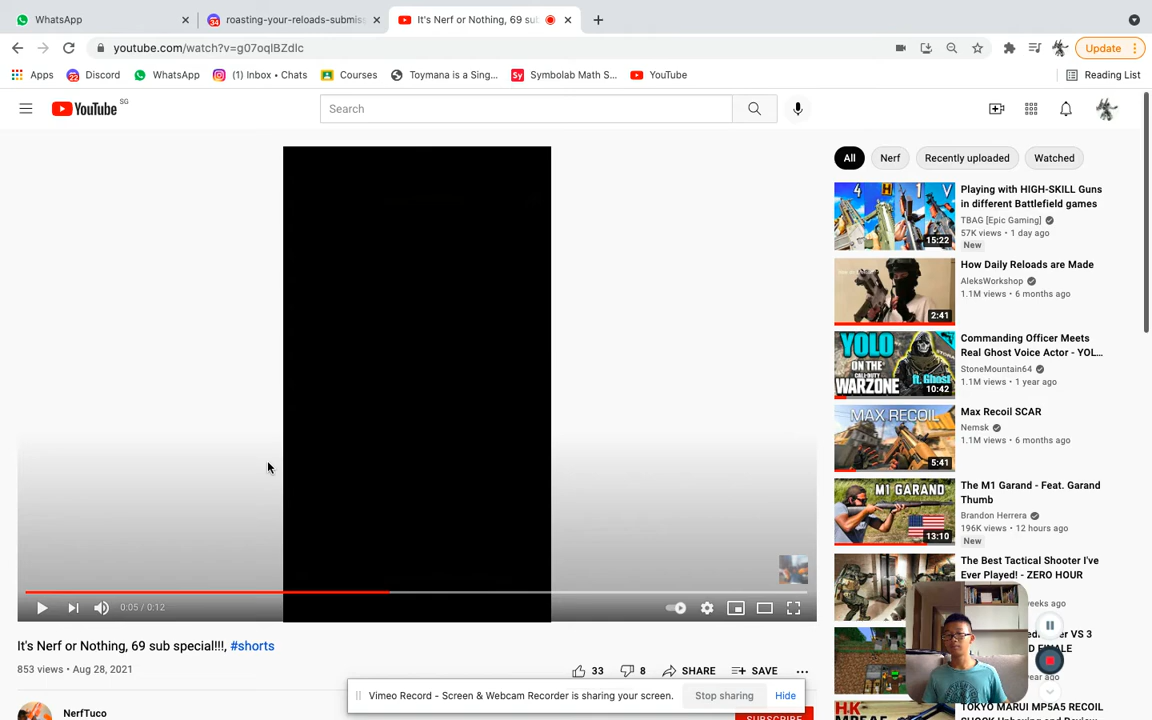 WhatsApp
34
roasting-your-reloads-submiss
It's Nerf or Nothing, 69 sub
youtube.com/watch?v=g07oqlBZdlc
Update
Apps
Discord
WhatsApp
(1) Inbox • Chats
Courses
Toymana is a Sing...
Symbolab Math S...
YouTube
Reading List
YouTube SG
Search
All
Nerf
Recently uploaded
Watched
Playing with HIGH-SKILL Guns
in different Battlefield games
TBAG [Epic Gaming]
57K views • 1 day ago
New
4 H 1 V
15:22
How Daily Reloads are Made
AleksWorkshop
1.1M views • 6 months ago
2:41
Commanding Officer Meets
Real Ghost Voice Actor - YOL...
StoneMountain64
1.1M views • 1 year ago
YOLO
ON THE
WARZONE
ft. Ghost
10:42
Max Recoil SCAR
Nemsk
1.1M views • 6 months ago
MAX RECOIL
5:41
The M1 Garand - Feat. Garand
Thumb
Brandon Herrera
196K views • 12 hours ago
New
M1 GARAND
13:10
The Best Tactical Shooter I've
Ever Played! - ZERO HOUR
weeks ago
VS 3
year ago
TOKYO MARUI MP5A5 RECOIL
0:05 / 0:12
It's Nerf or Nothing, 69 sub special!!!, #shorts
853 views • Aug 28, 2021
33
8
SHARE
SAVE
NerfTuco
SUBSCRIBE
Vimeo Record - Screen & Webcam Recorder is sharing your screen.
Stop sharing
Hide